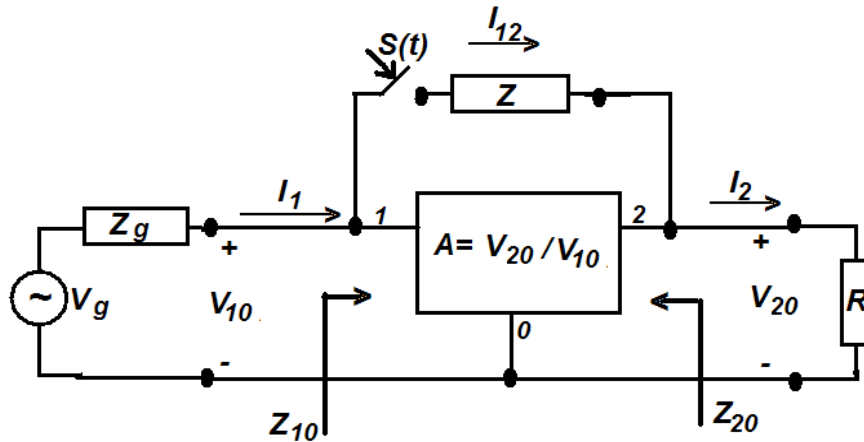 S(t)
I12
Z
I1
I2
Zg
1
2
+
A= V20 / V10
+
~
Vg
V10
V20
R
0
-
-
Z10
Z20